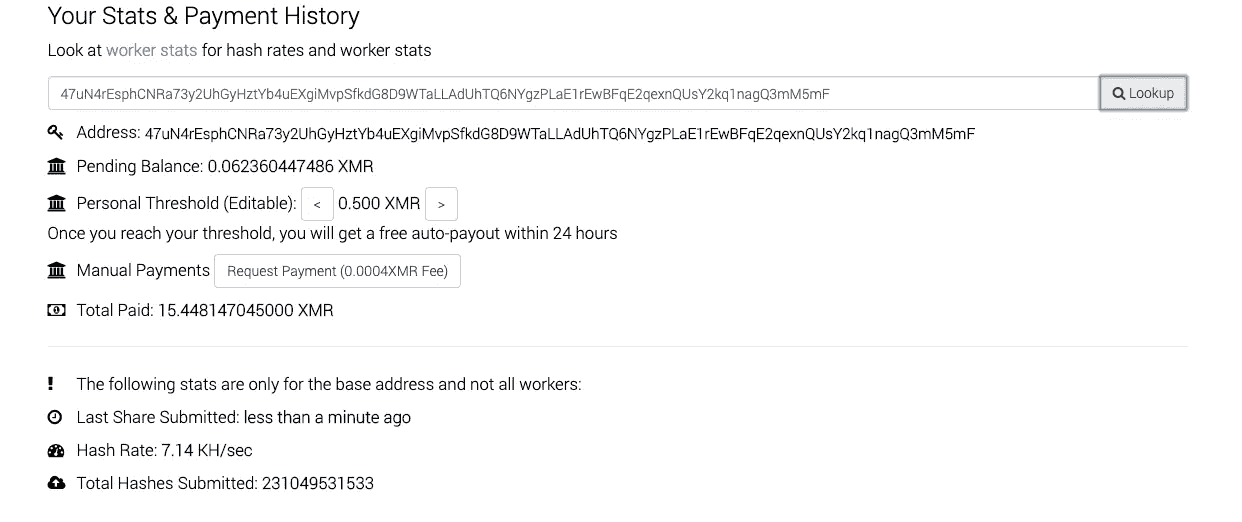 Your Stats & Payment History
Look at worker stats for hash rates and worker stats
47uN4rEsphCNRa73y2UhGyHztYb4uEXgiMvpSfkdG8D9WTaLLAdUhTQ6NYgzPLaE1rEwBFqE2qexnQUsY2kq1nagQ3mM5mF Lookup
Address: 47uN4rEsphCNRa73y2UhGyHztYb4uEXgiMvpSfkdG8D9WTaLLAdUhTQ6NYgzPLaE1rEwBFqE2qexnQUsY2kq1nagQ3mM5mF
Pending Balance: 0.062360447486 XMR
Personal Threshold (Editable): < 0.500 XMR >
Once you reach your threshold, you will get a free auto-payout within 24 hours
Manual Payments Request Payment (0.0004XMR Fee)
Total Paid: 15.448147045000 XMR
! The following stats are only for the base address and not all workers:
Last Share Submitted: less than a minute ago
Hash Rate: 7.14 KH/sec
Total Hashes Submitted: 231049531533